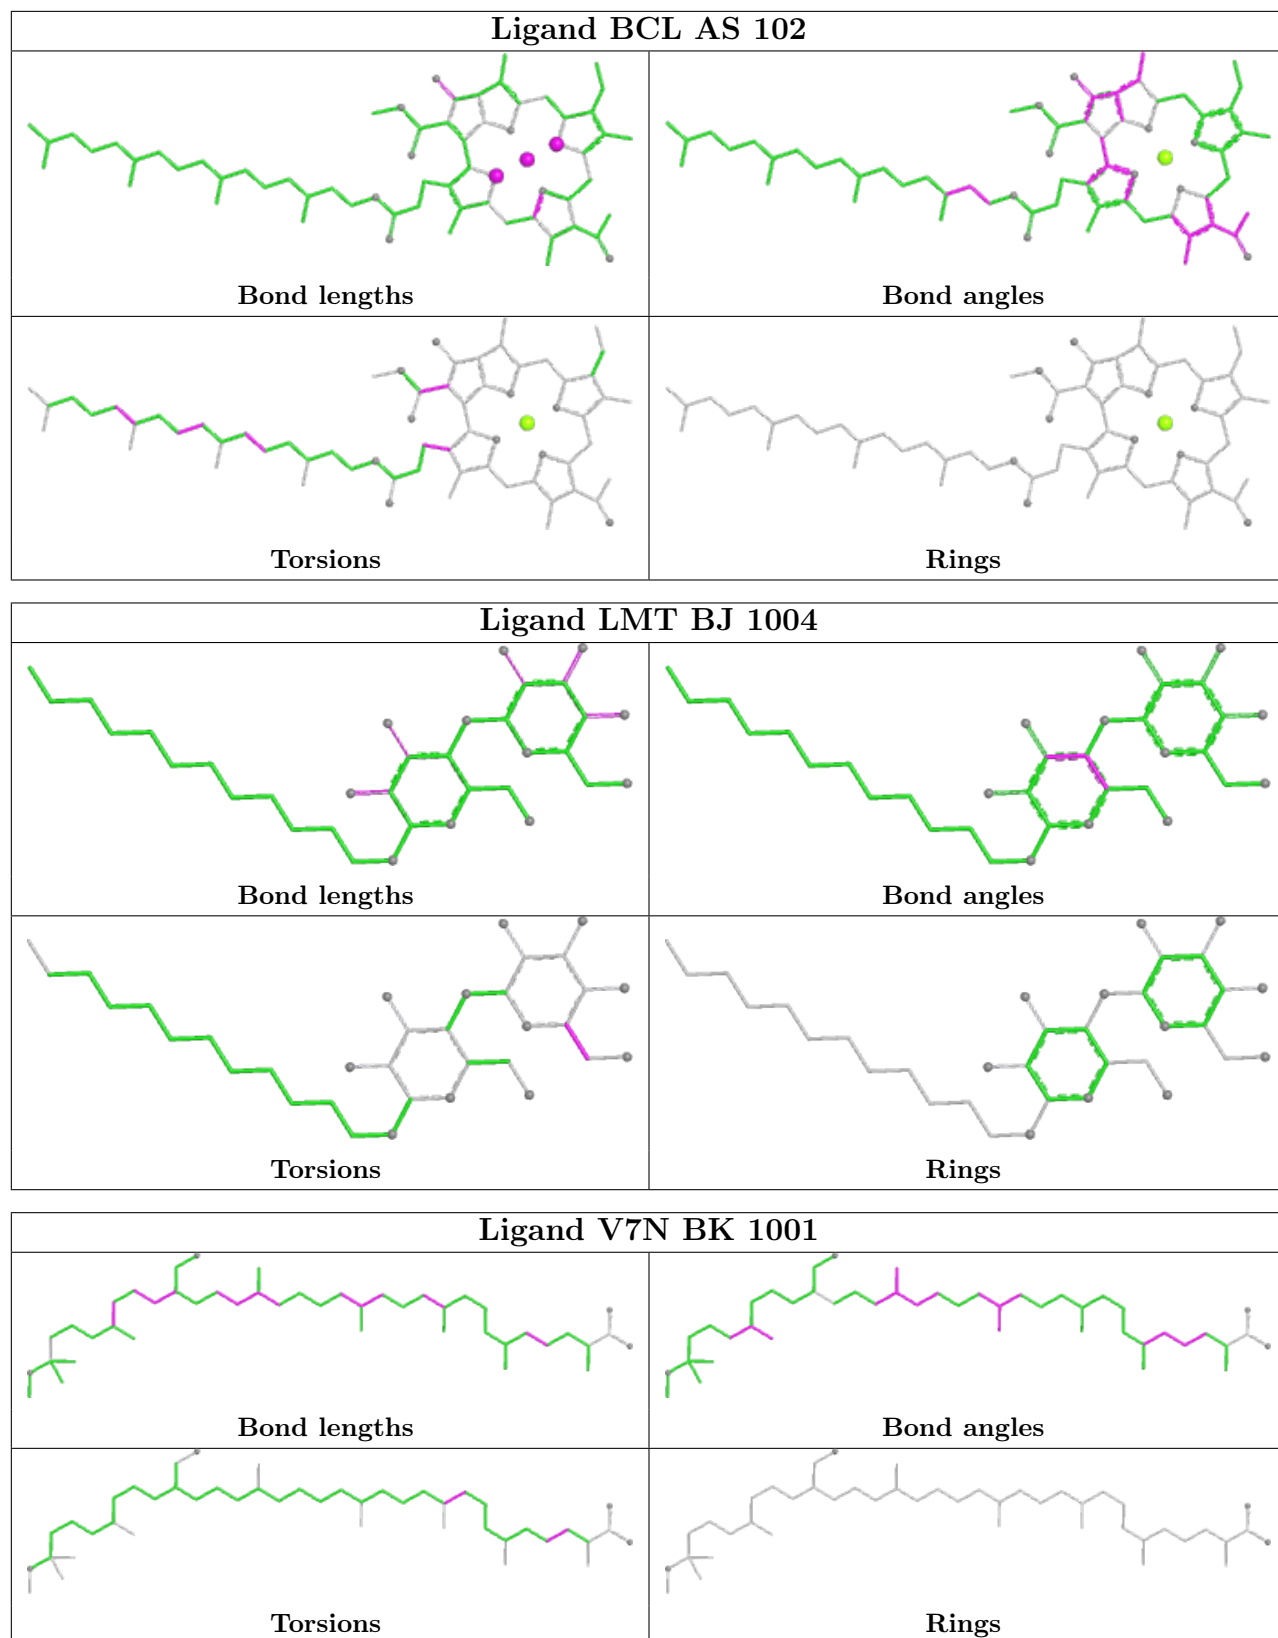 Ligand BCL AS 102
Bond lengths
Bond angles
Torsions
Rings
Ligand LMT BJ 1004
Bond lengths
Bond angles
Torsions
Rings
Ligand V7N BK 1001
Bond lengths
Bond angles
Torsions
Rings